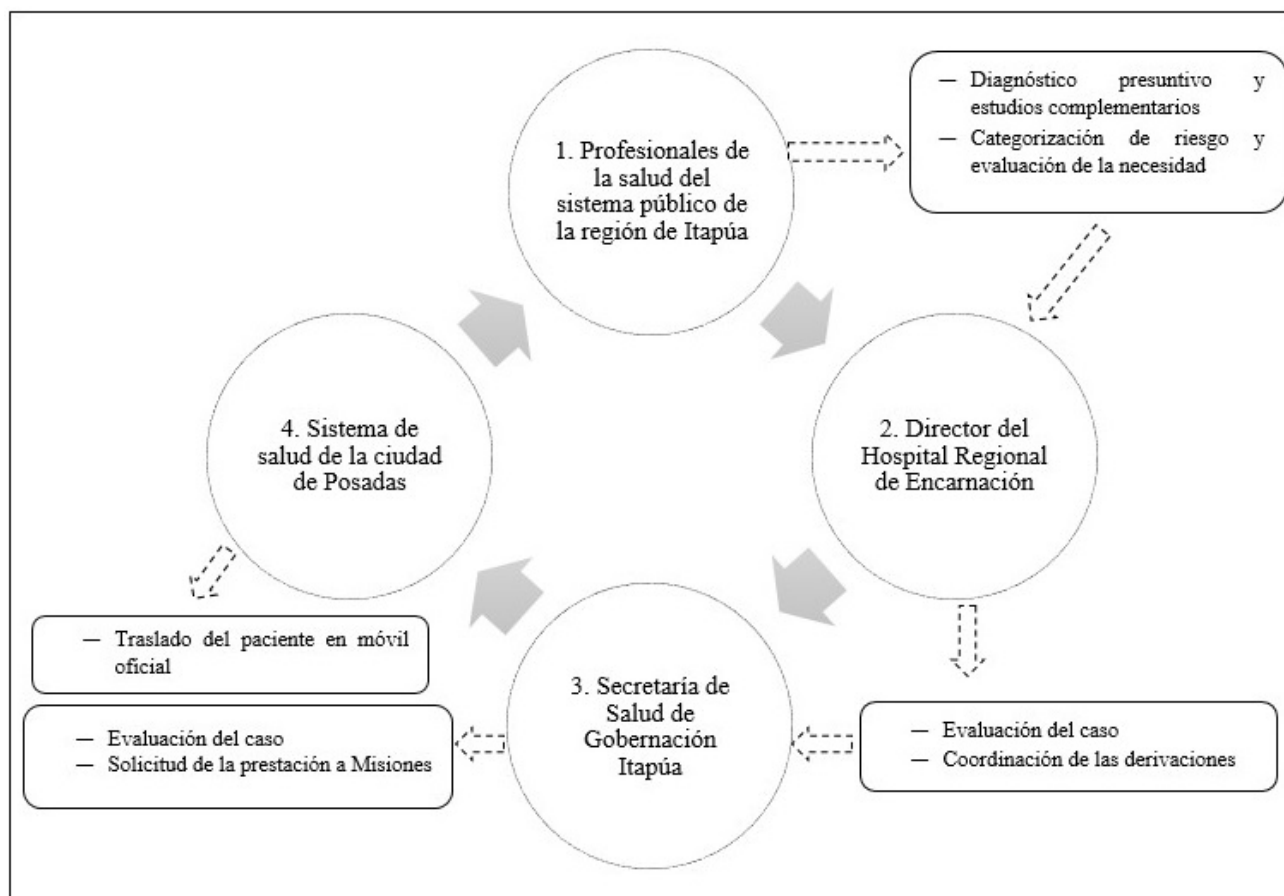 1. Profesionales de
la salud del
sistema público de
la región de Itapúa
— Diagnóstico presuntivo y
estudios complementarios
— Categorización de riesgo y
evaluación de la necesidad
2. Director del
Hospital Regional
de Encarnación
— Evaluación del caso
— Coordinación de las derivaciones
3. Secretaría de
Salud de
Gobernación
Itapúa
— Evaluación del caso
— Solicitud de la prestación a Misiones
4. Sistema de
salud de la ciudad
de Posadas
— Traslado del paciente en móvil
oficial